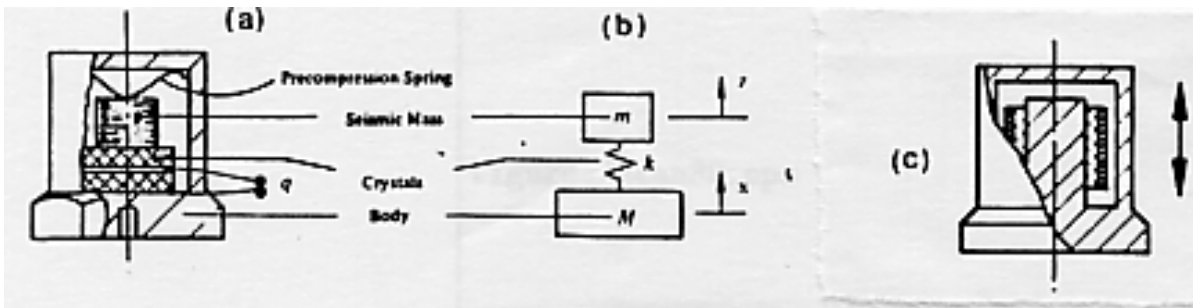 (a)
(b)
Precompression Spring
Seismic Mass
m
k
(c)
Crystals
q
x
Body
M